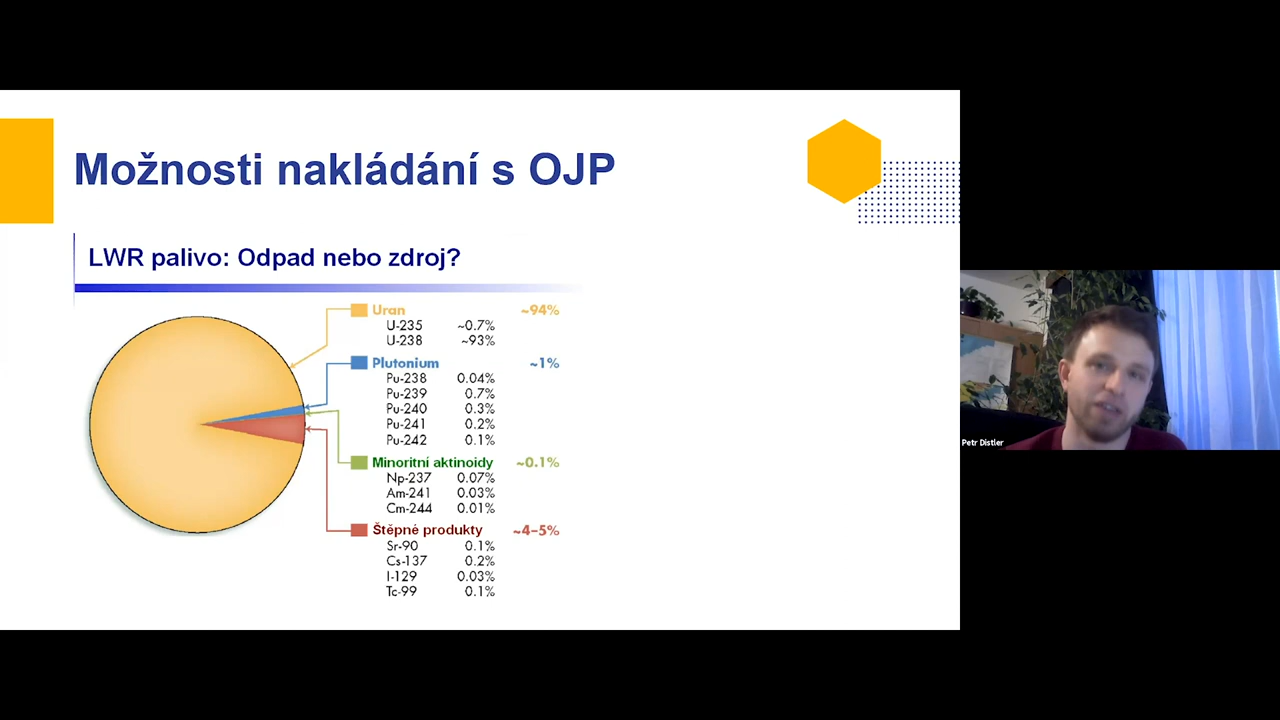 Možnosti nakládání s OJP
LWR palivo: Odpad nebo zdroj?
Uran ~94%
U-235 ~0.7%
U-238 ~93%
Plutonium ~1%
Pu-238 0.04%
Pu-239 0.7%
Pu-240 0.3%
Pu-241 0.2%
Pu-242 0.1%
Minoritní aktinoidy ~0.1%
Np-237 0.07%
Am-241 0.03%
Cm-244 0.01%
Štěpné produkty ~4–5%
Sr-90 0.1%
Cs-137 0.2%
I-129 0.03%
Tc-99 0.1%
Petr Distler